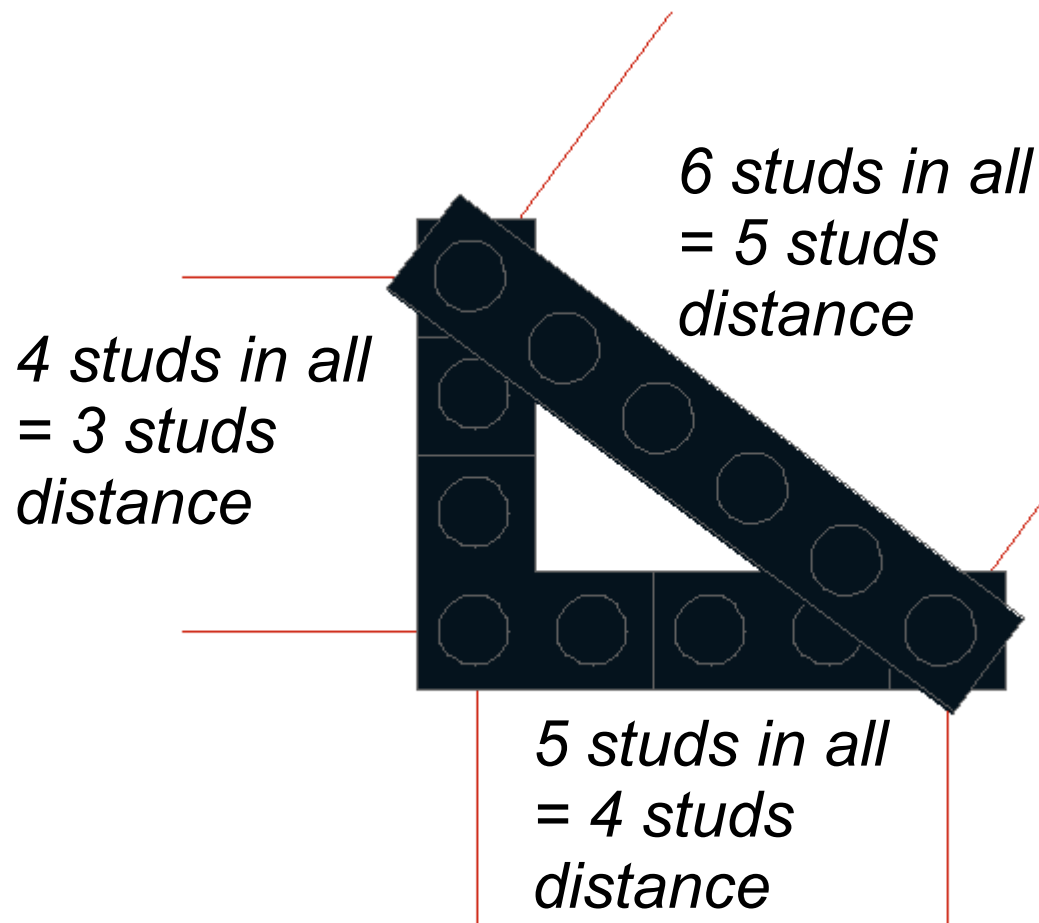 6 studs in all
= 5 studs
distance
4 studs in all
= 3 studs
distance
5 studs in all
= 4 studs
distance